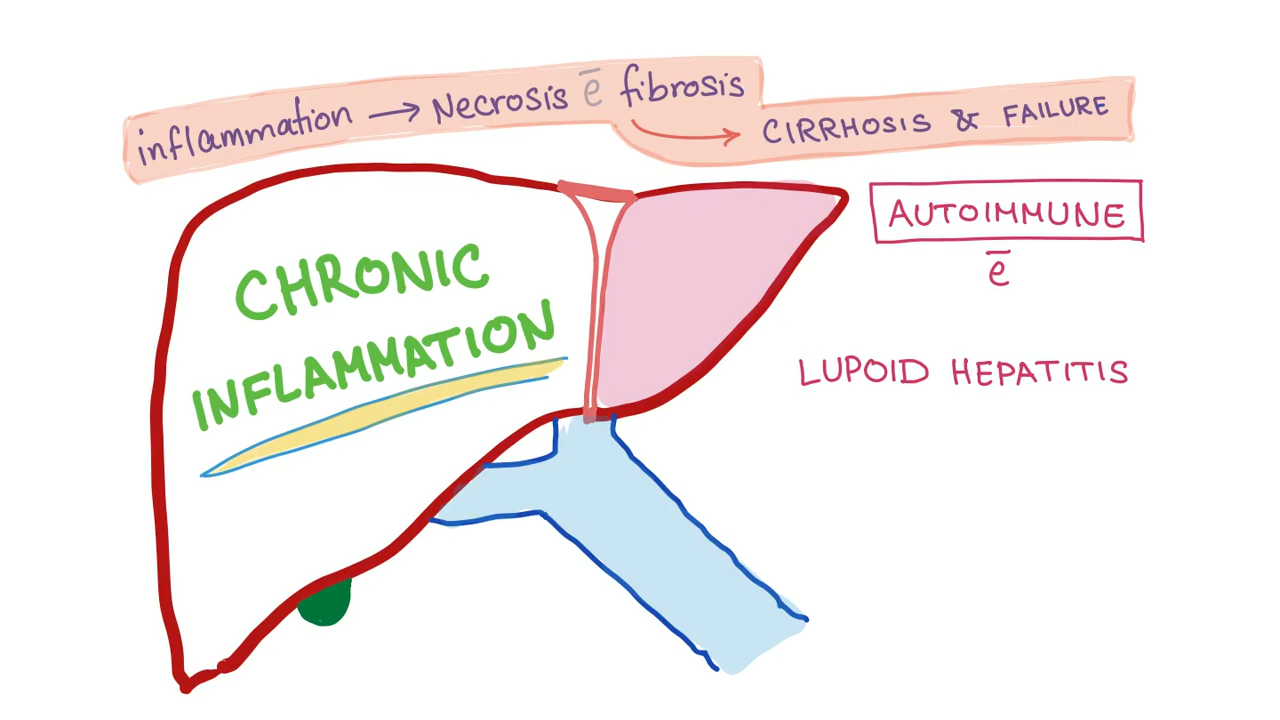 inflammation → Necrosis ē fibrosis
→ CIRRHOSIS & FAILURE
AUTOIMMUNE
ē
CHRONIC
INFLAMMATION
LUPOID HEPATITIS